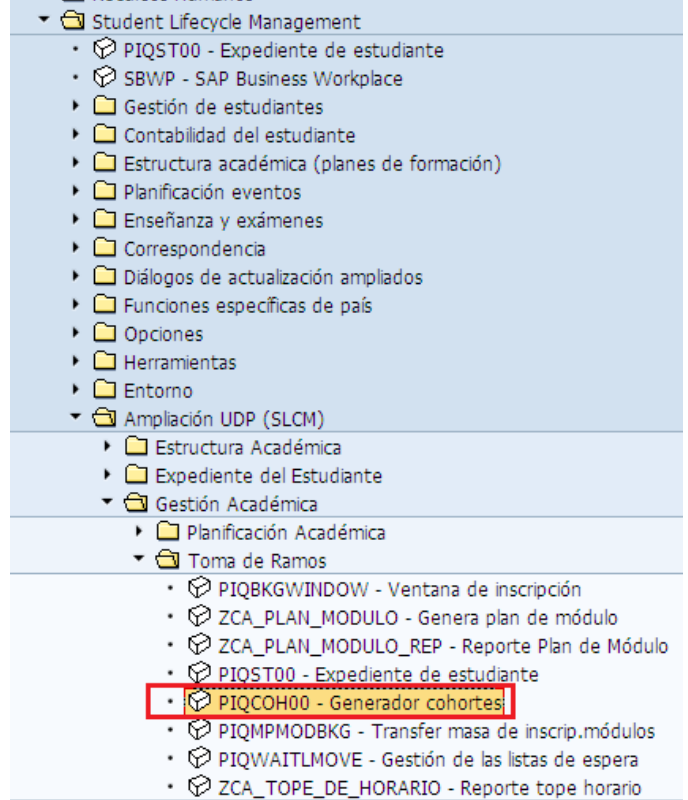 Student Lifecycle Management
PIQST00 - Expediente de estudiante
SBWP - SAP Business Workplace
Gestión de estudiantes
Contabilidad del estudiante
Estructura académica (planes de formación)
Planificación eventos
Enseñanza y exámenes
Correspondencia
Diálogos de actualización ampliados
Funciones específicas de país
Opciones
Herramientas
Entorno
Ampliación UDP (SLCM)
Estructura Académica
Expediente del Estudiante
Gestión Académica
Planificación Académica
Toma de Ramos
PIQBKGWINDOW - Ventana de inscripción
ZCA_PLAN_MODULO - Genera plan de módulo
ZCA_PLAN_MODULO_REP - Reporte Plan de Módulo
PIQST00 - Expediente de estudiante
PIQCOH00 - Generador cohortes
PIQMPMODBKG - Transfer masa de inscrip.módulos
PIQWAITLMOVE - Gestión de las listas de espera
ZCA_TOPE_DE_HORARIO - Reporte tope horario